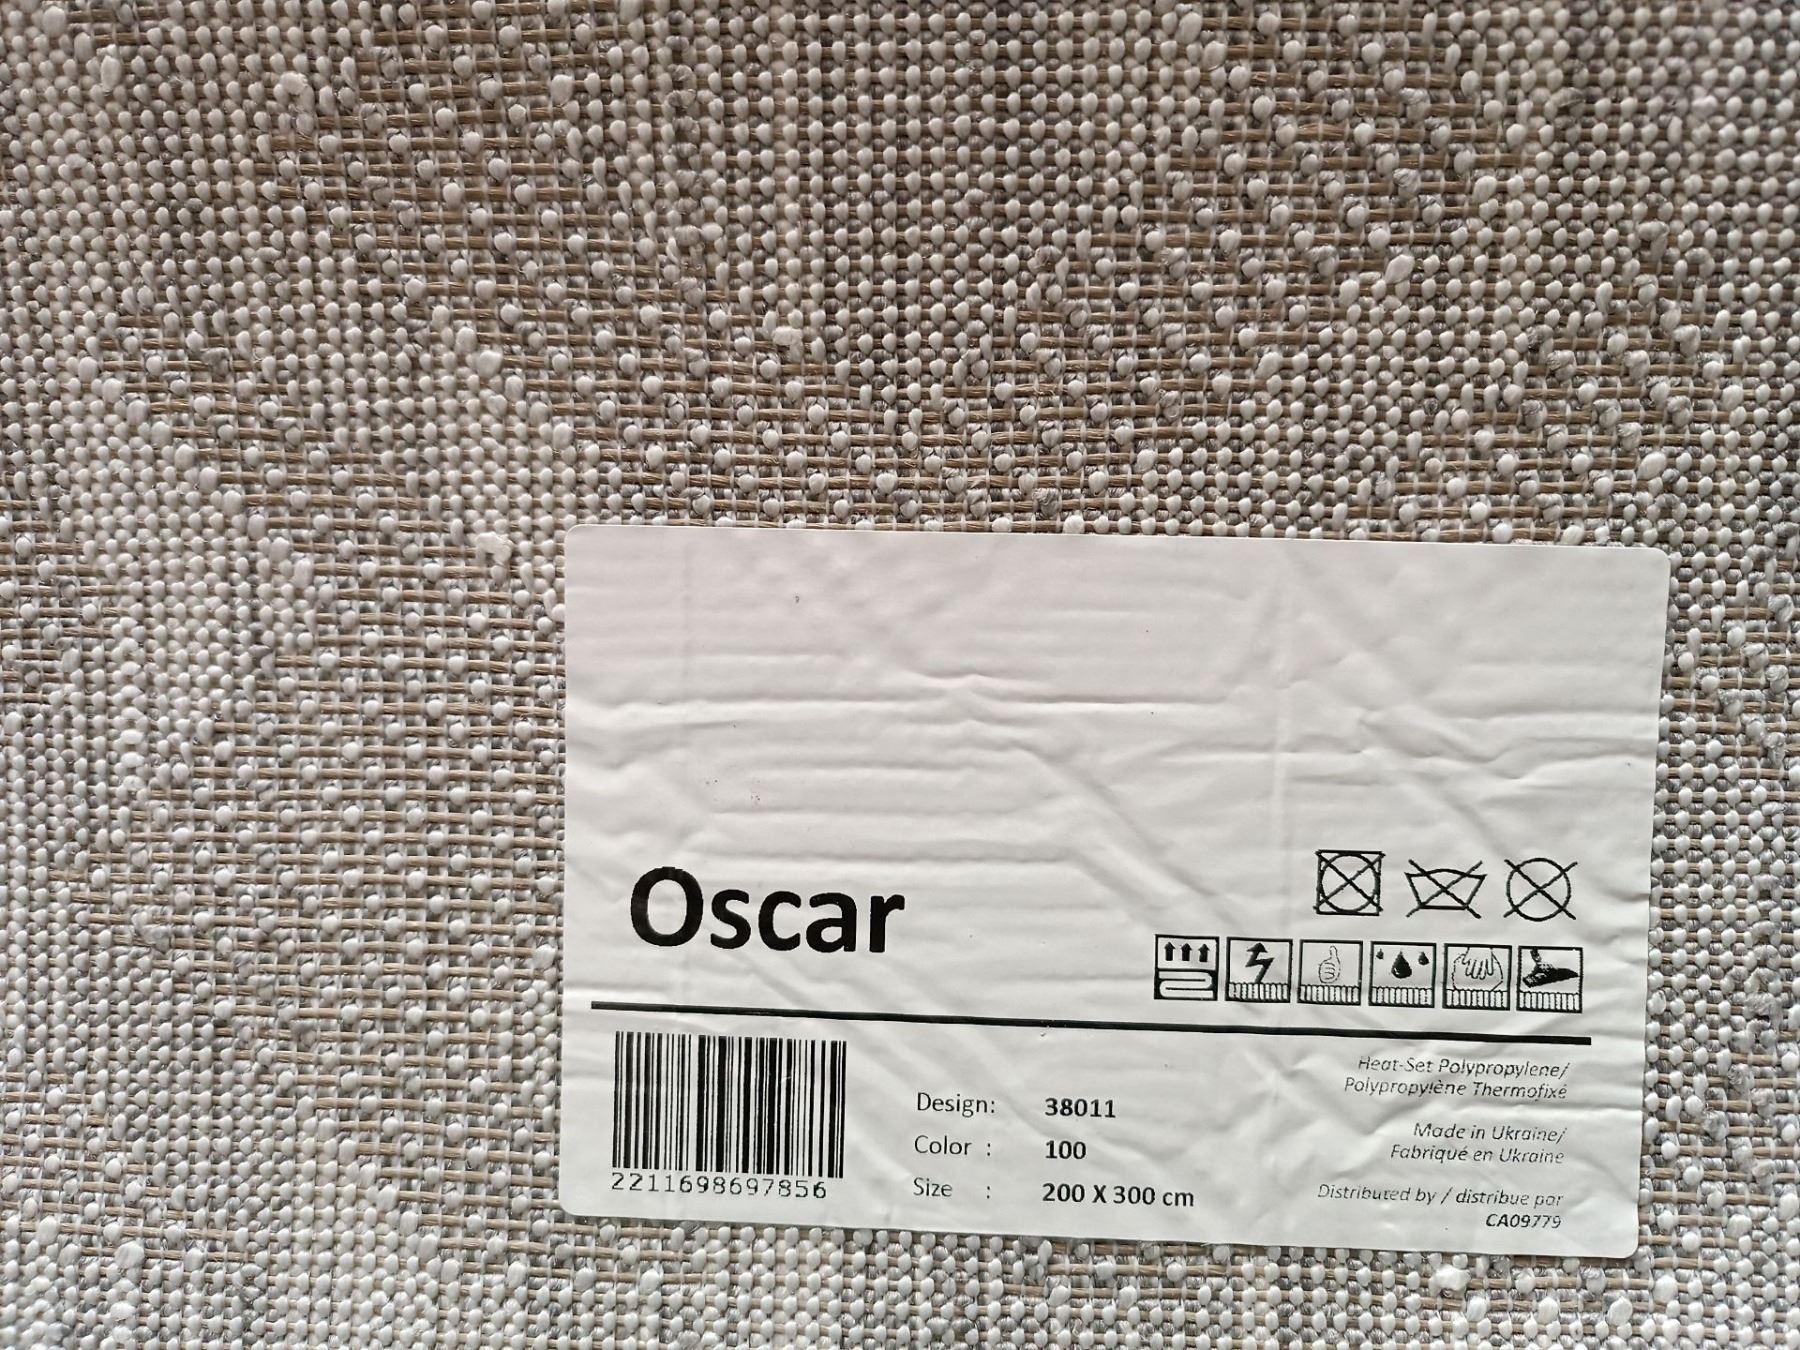 Oscar
2211698697856
Design: 38011
Color : 100
Size : 200 X 300 cm
Heat-Set Polypropylene/
Polypropylène Thermofixé
Made in Ukraine/
Fabriqué en Ukraine
Distributed by / distribue par
CA09779